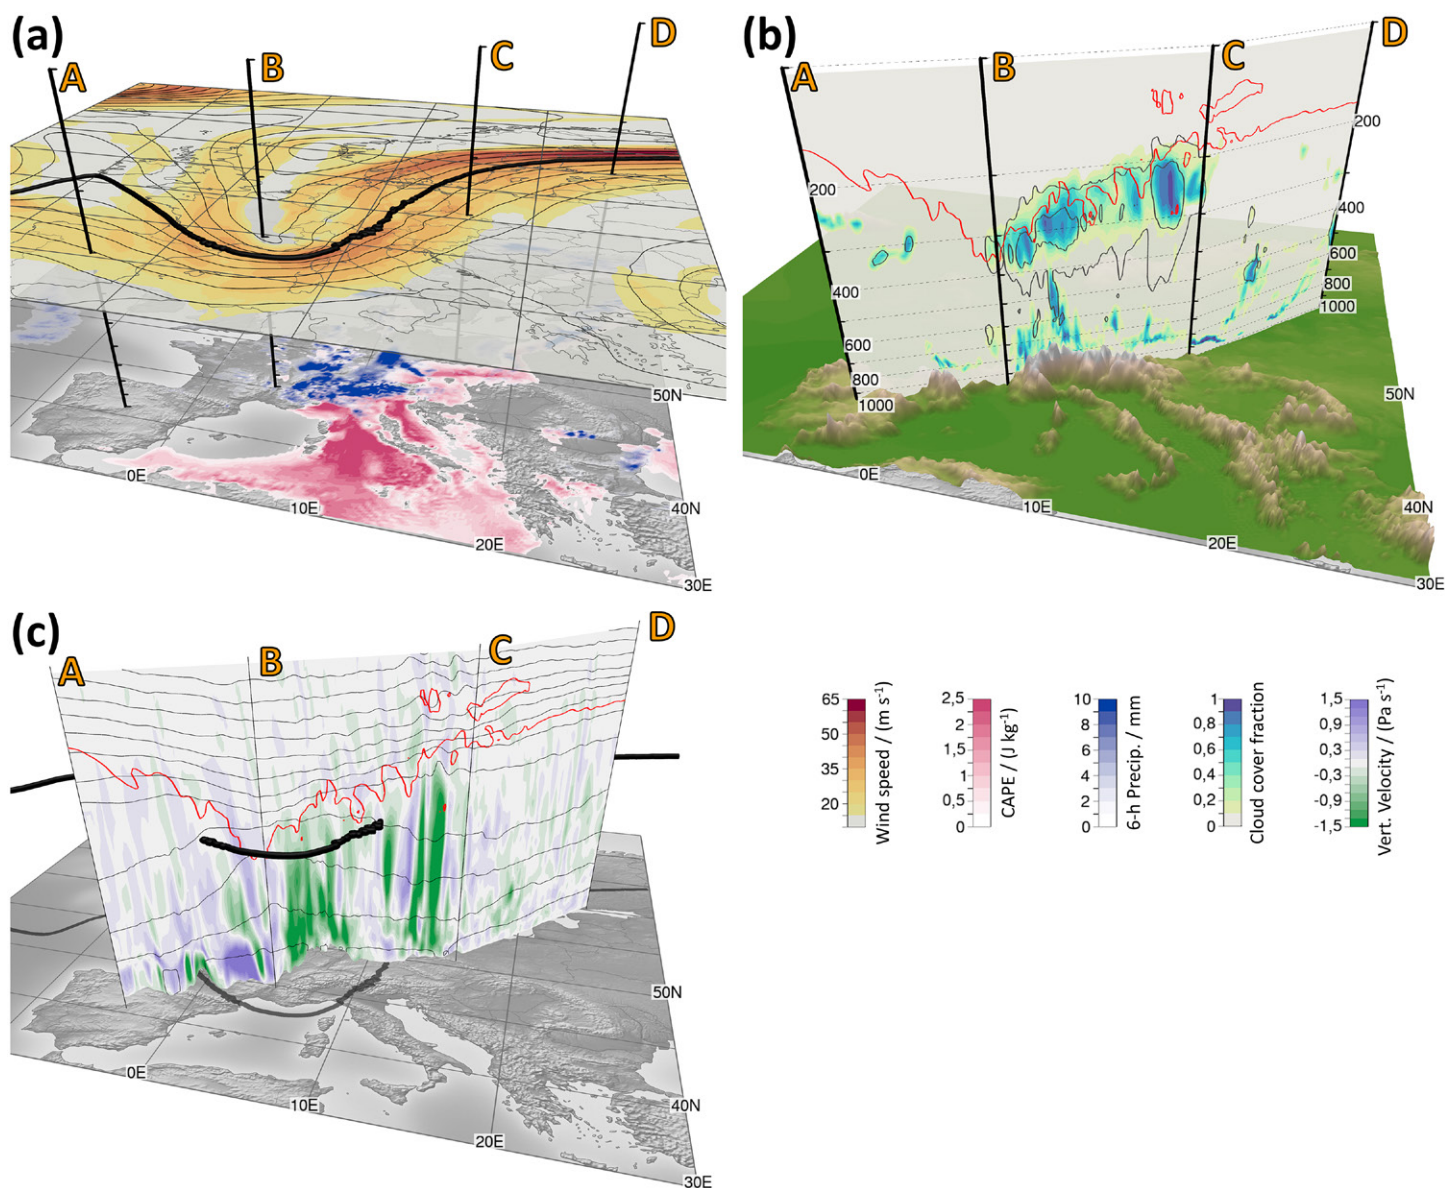 (a)
A
B
C
D
50N
0E
10E
40N
20E
30E
(b)
A
B
C
D
200
200
400
400
600
800
1000
600
800
1000
50N
0E
10E
40N
20E
30E
(c)
A
B
C
D
50N
0E
10E
40N
20E
30E
65
50
35
20
Wind speed / (m s⁻¹)
2,5
2
1,5
1
0,5
0
CAPE / (J kg⁻¹)
10
8
6
4
2
0
6-h Precip. / mm
1
0,8
0,6
0,4
0,2
0
Cloud cover fraction
1,5
0,9
0,3
-0,3
-0,9
-1,5
Vert. Velocity / (Pa s⁻¹)